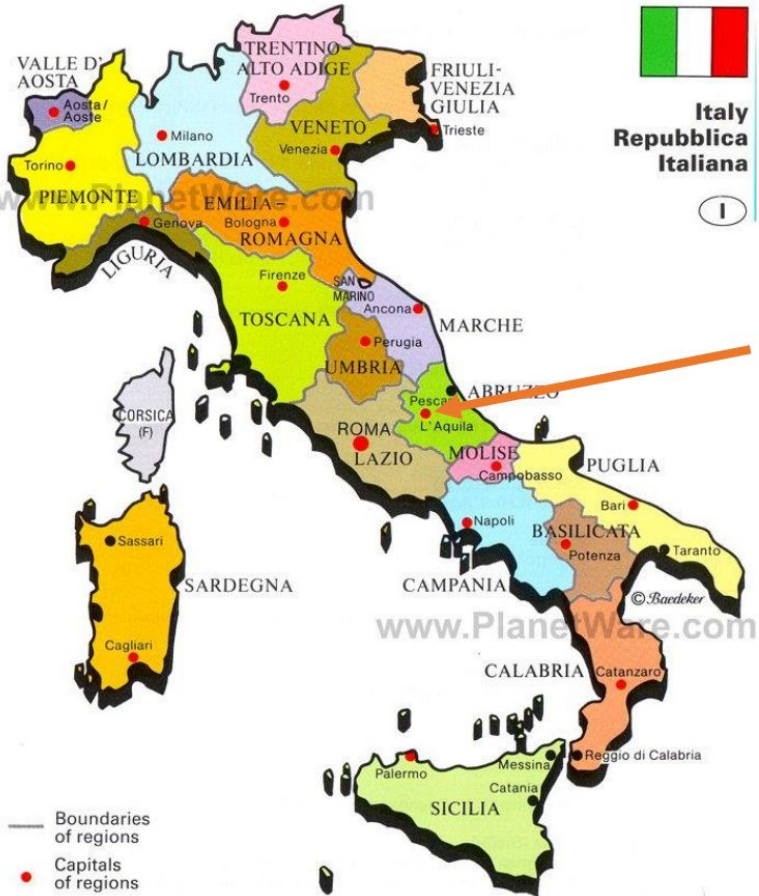 TRENTINO-
ALTO ADIGE
Trento
VALLE D'
AOSTA
Aosta/
Aoste
FRIULI-
VENEZIA
GIULIA
Trieste
Italy
Repubblica
Italiana
I
Milano
LOMBARDIA
VENETO
Venezia
Torino
PIEMONTE
www.PlanetWare.com
EMILIA-
Bologna
ROMAGNA
Genova
LIGURIA
Firenze
TOSCANA
SAN
MARINO
Ancona
MARCHE
Perugia
UMBRIA
ABRUZZO
L'Aquila
CORSICA
(F)
ROMA
LAZIO
MOLISE
Campobasso
PUGLIA
Bari
Napoli
BASILICATA
Potenza
Taranto
Sassari
SARDEGNA
CAMPANIA
© Baedeker
www.PlanetWare.com
Cagliari
CALABRIA
Catanzaro
Reggio di Calabria
Messina
Palermo
Catania
SICILIA
Boundaries
of regions
Capitals
of regions